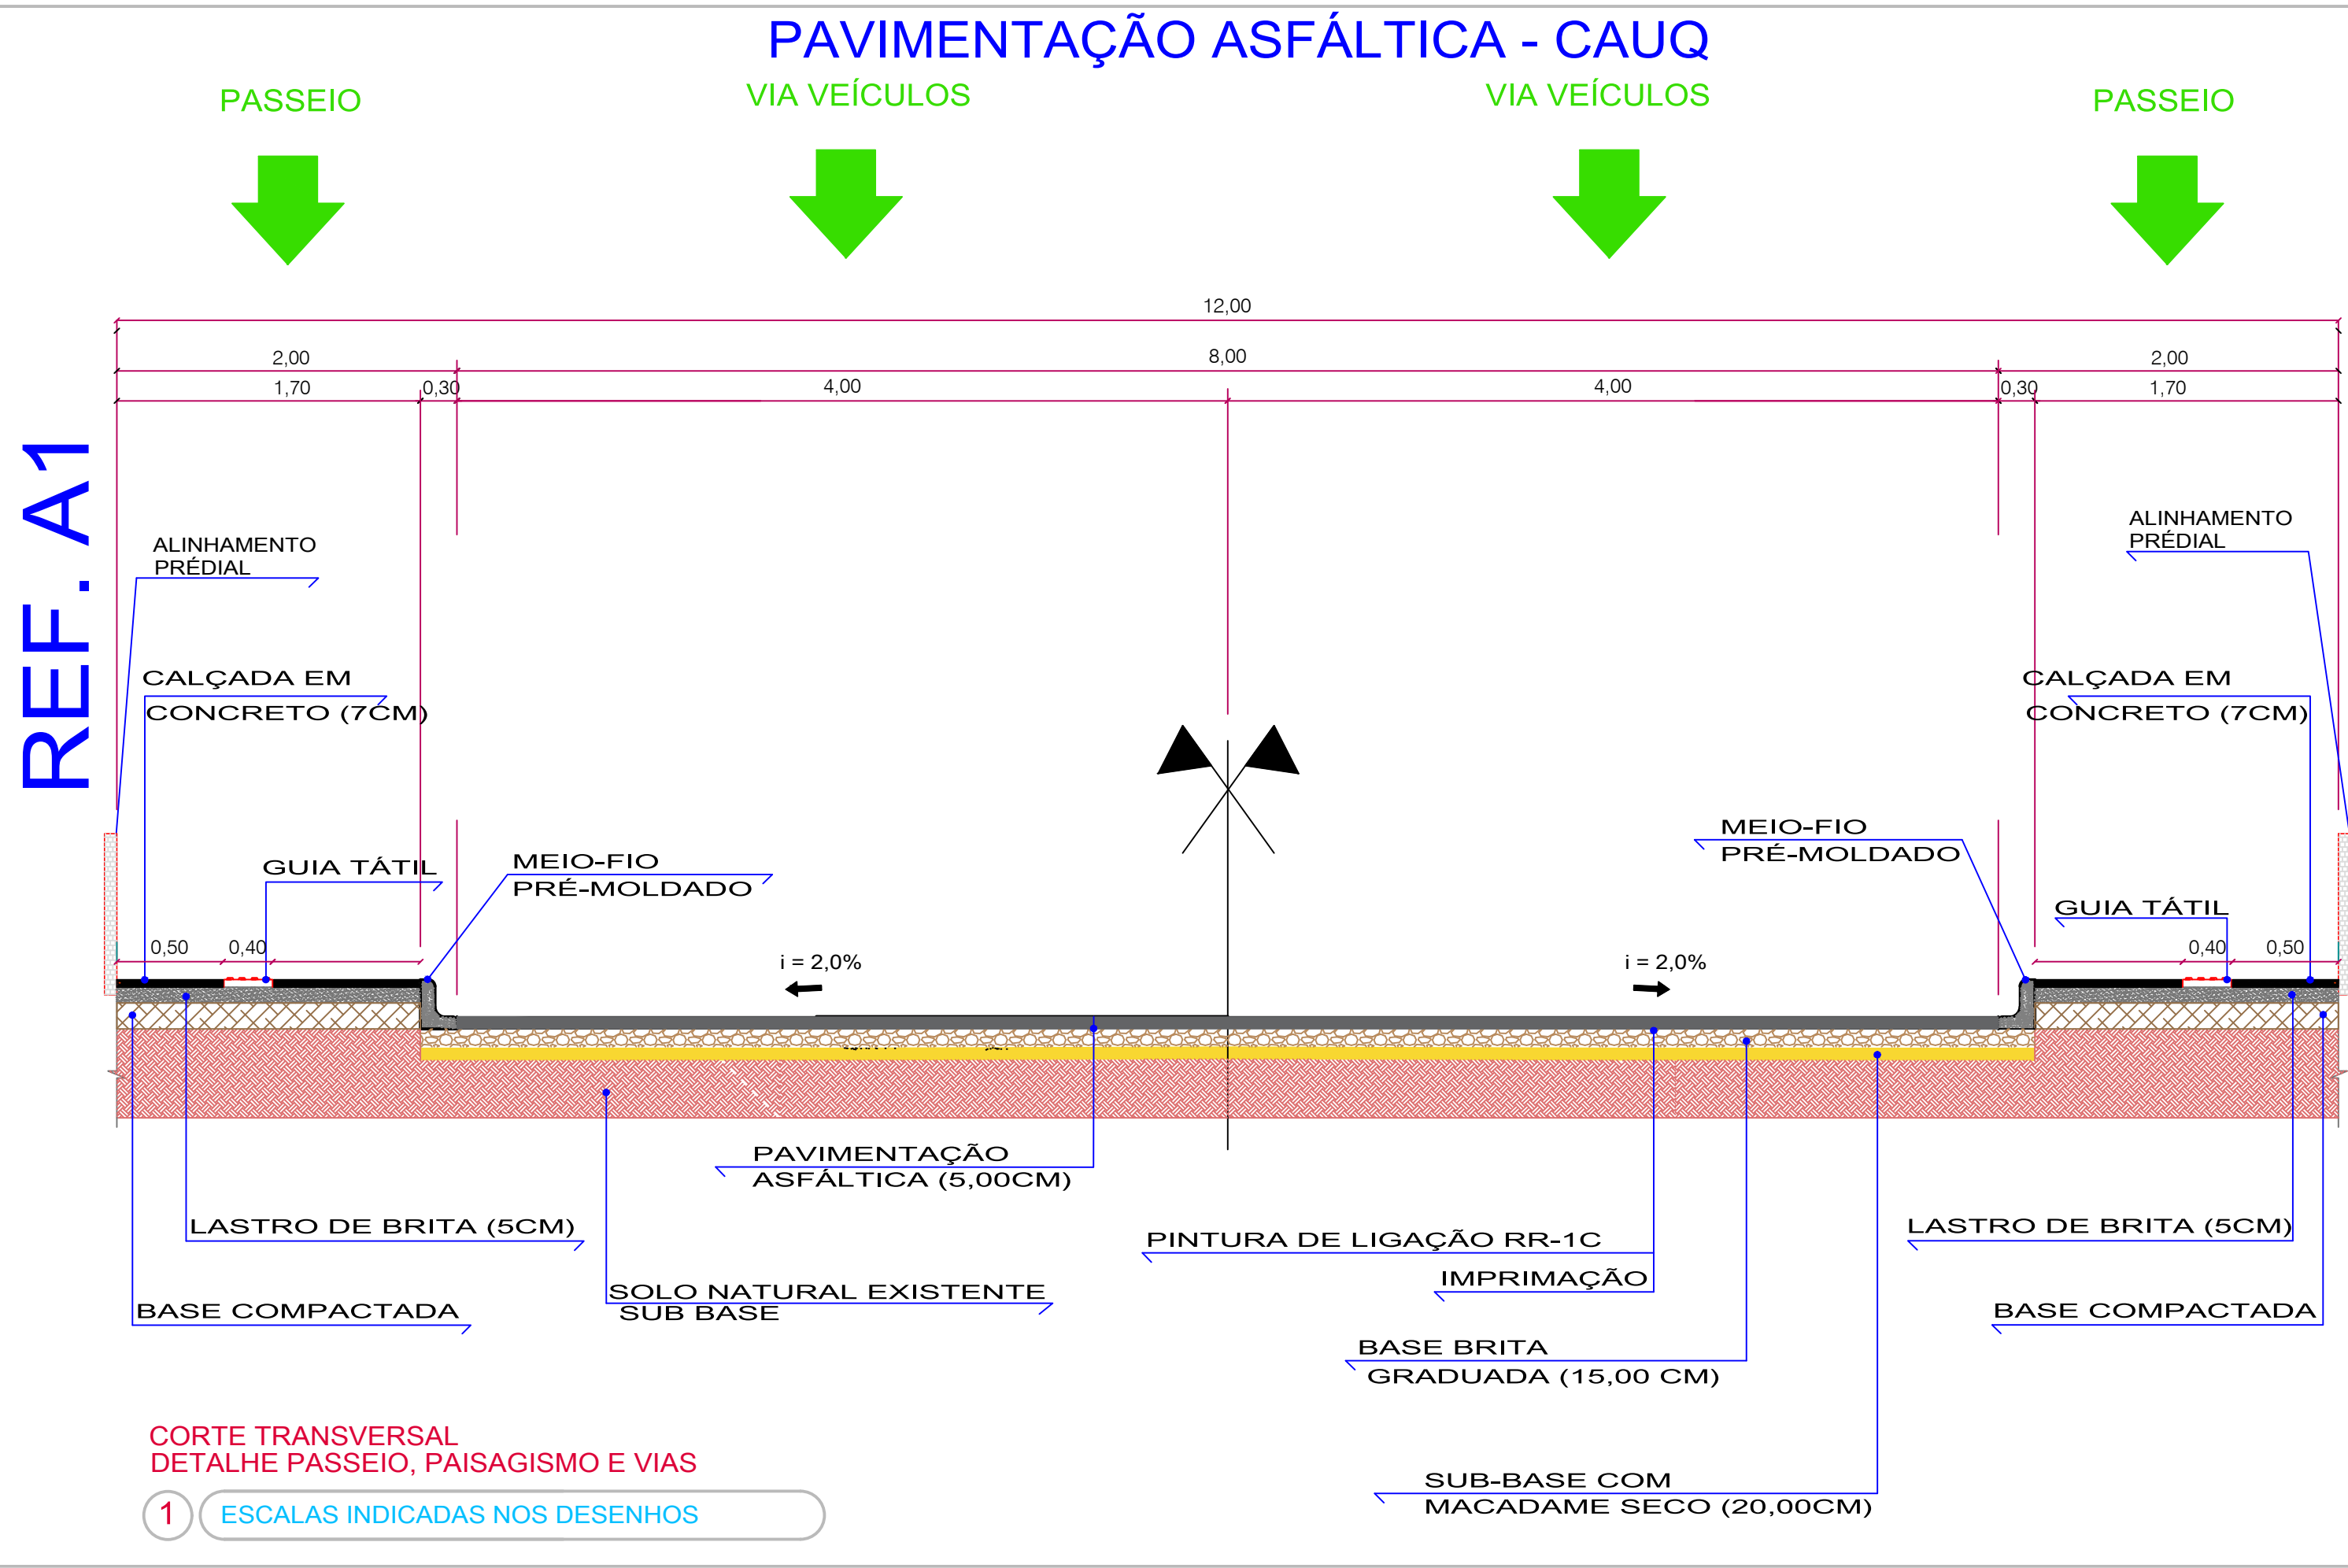 PAVIMENTAÇÃO ASFÁLTICA - CAUQ
PASSEIO
VIA VEÍCULOS
VIA VEÍCULOS
PASSEIO
12,00
2,00
8,00
2,00
1,70
0,30
4,00
4,00
0,30
1,70
REF. A1
ALINHAMENTO
PRÉDIAL
ALINHAMENTO
PRÉDIAL
CALÇADA EM
CONCRETO (7CM)
CALÇADA EM
CONCRETO (7CM)
GUIA TÁTIL
MEIO-FIO
PRÉ-MOLDADO
MEIO-FIO
PRÉ-MOLDADO
GUIA TÁTIL
0,50
0,40
i = 2,0%
i = 2,0%
0,40
0,50
PAVIMENTAÇÃO
ASFÁLTICA (5,00CM)
LASTRO DE BRITA (5CM)
PINTURA DE LIGAÇÃO RR-1C
LASTRO DE BRITA (5CM)
IMPRIMAÇÃO
SOLO NATURAL EXISTENTE
SUB BASE
BASE COMPACTADA
BASE COMPACTADA
BASE BRITA
GRADUADA (15,00 CM)
SUB-BASE COM
MACADAME SECO (20,00CM)
CORTE TRANSVERSAL
DETALHE PASSEIO, PAISAGISMO E VIAS
1
ESCALAS INDICADAS NOS DESENHOS